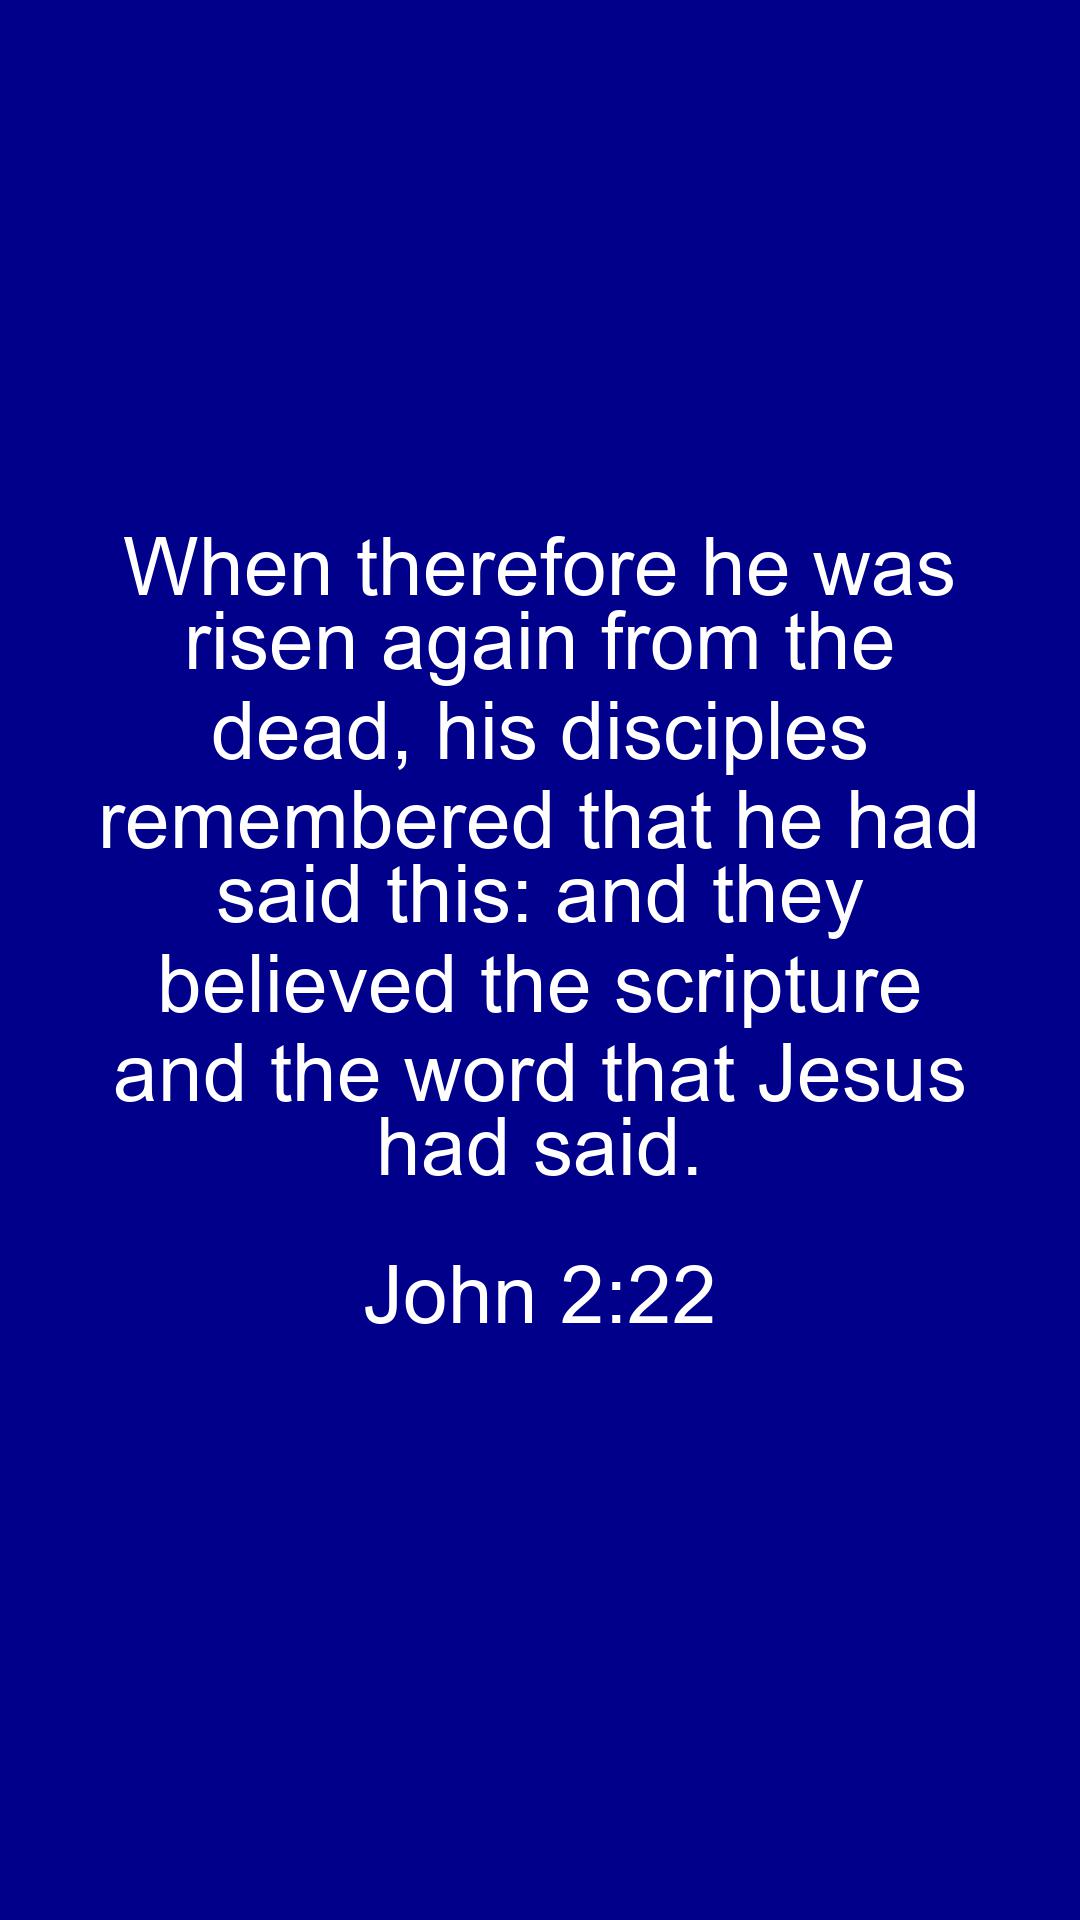 When therefore he was
risen again from the
dead, his disciples
remembered that he had
said this: and they
believed the scripture
and the word that Jesus
had said.
John 2:22